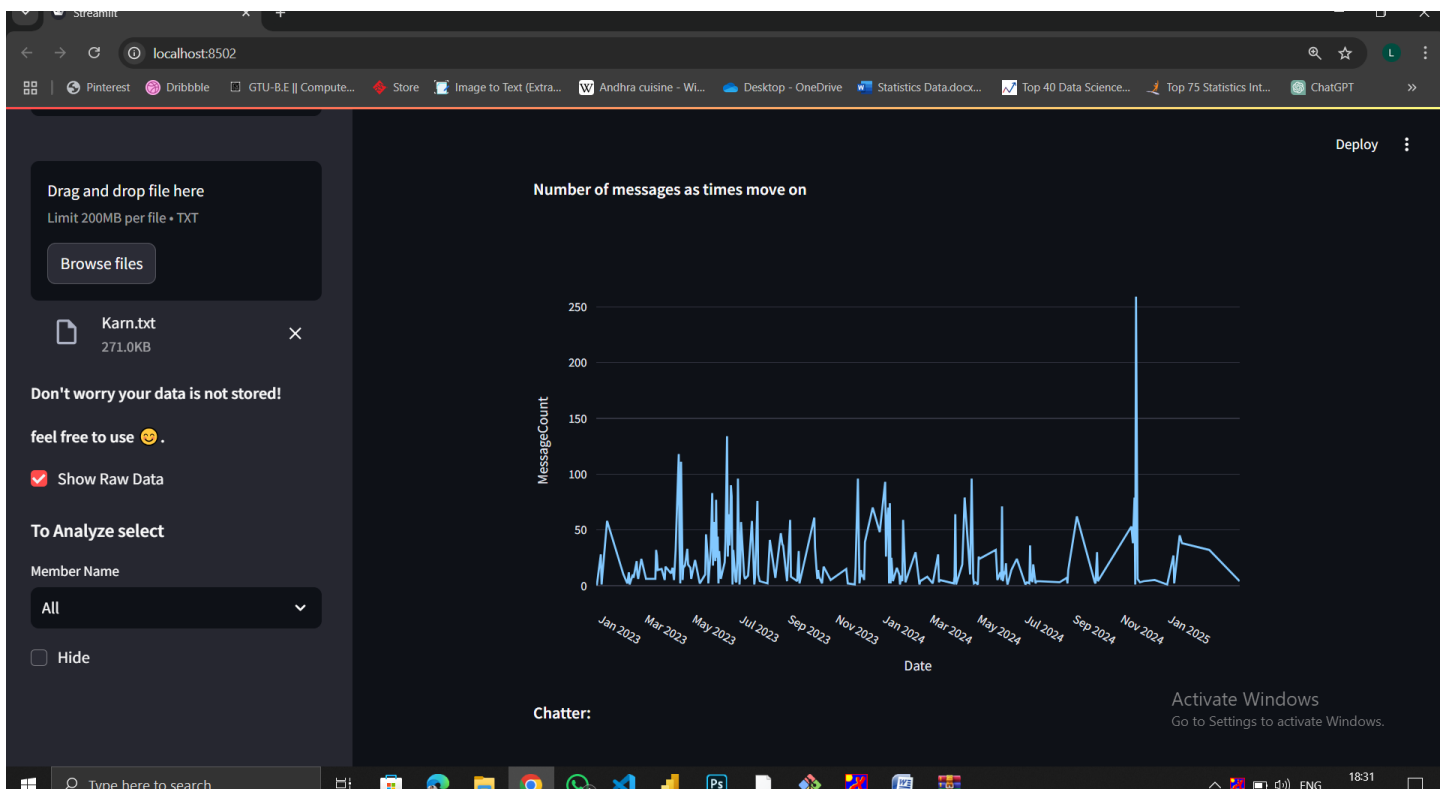 Streamlit
localhost:8502
L
Pinterest Dribbble GTU-B.E || Compute... Store Image to Text (Extra... Andhra cuisine - Wi... Desktop - OneDrive Statistics Data.docx... Top 40 Data Science... Top 75 Statistics Int... ChatGPT
Deploy
Drag and drop file here
Limit 200MB per file • TXT
Browse files
Karn.txt
271.0KB
Don't worry your data is not stored!
feel free to use 😊 .
Show Raw Data
To Analyze select
Member Name
All
Hide
Number of messages as times move on
250
200
150
100
50
0
MessageCount
Jan 2023 Mar 2023 May 2023 Jul 2023 Sep 2023 Nov 2023 Jan 2024 Mar 2024 May 2024 Jul 2024 Sep 2024 Nov 2024 Jan 2025
Date
Chatter:
Activate Windows
Go to Settings to activate Windows.
Type here to search
Ps
ENG
18:31